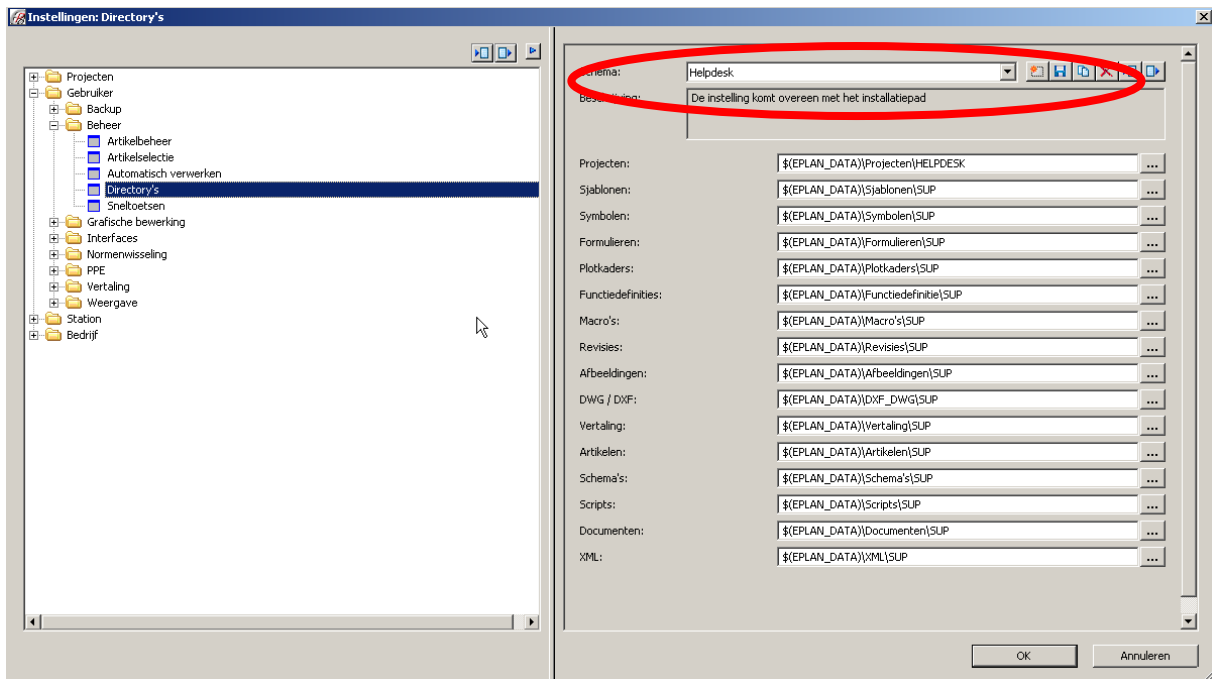 Instellingen: Directory's
Projecten
Gebruiker
Backup
Beheer
Artikelbeheer
Artikelselectie
Automatisch verwerken
Directory's
Sneltoetsen
Grafische bewerking
Interfaces
Normenwisseling
PPE
Vertaling
Weergave
Station
Bedrijf
Schema: Helpdesk
Beschrijving: De instelling komt overeen met het installatiepad
Projecten: $(EPLAN_DATA)\Projecten\HELPDESK ...
Sjablonen: $(EPLAN_DATA)\Sjablonen\SUP ...
Symbolen: $(EPLAN_DATA)\Symbolen\SUP ...
Formulieren: $(EPLAN_DATA)\Formulieren\SUP ...
Plotkaders: $(EPLAN_DATA)\Plotkaders\SUP ...
Functiedefinities: $(EPLAN_DATA)\Functiedefinitie\SUP ...
Macro's: $(EPLAN_DATA)\Macro's\SUP ...
Revisies: $(EPLAN_DATA)\Revisies\SUP ...
Afbeeldingen: $(EPLAN_DATA)\Afbeeldingen\SUP ...
DWG / DXF: $(EPLAN_DATA)\DXF_DWG\SUP ...
Vertaling: $(EPLAN_DATA)\Vertaling\SUP ...
Artikelen: $(EPLAN_DATA)\Artikelen\SUP ...
Schema's: $(EPLAN_DATA)\Schema's\SUP ...
Scripts: $(EPLAN_DATA)\Scripts\SUP ...
Documenten: $(EPLAN_DATA)\Documenten\SUP ...
XML: $(EPLAN_DATA)\XML\SUP ...
OK Annuleren